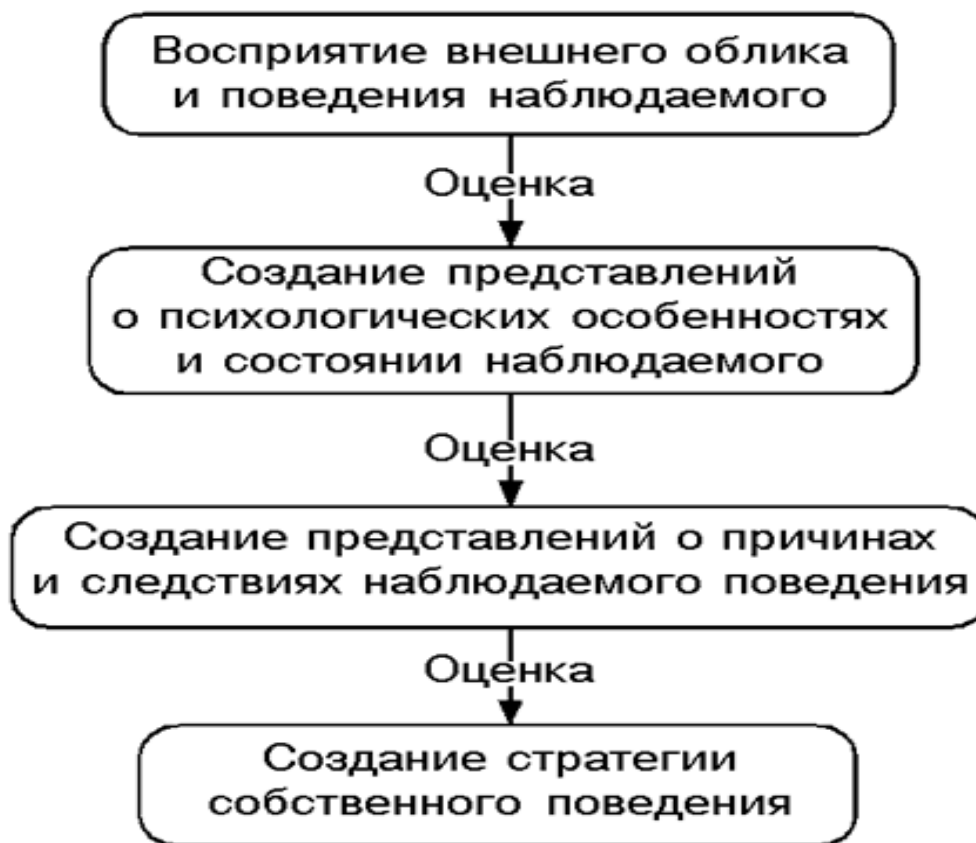 Восприятие внешнего облика
и поведения наблюдаемого
Оценка
Создание представлений
о психологических особенностях
и состоянии наблюдаемого
Оценка
Создание представлений о причинах
и следствиях наблюдаемого поведения
Оценка
Создание стратегии
собственного поведения